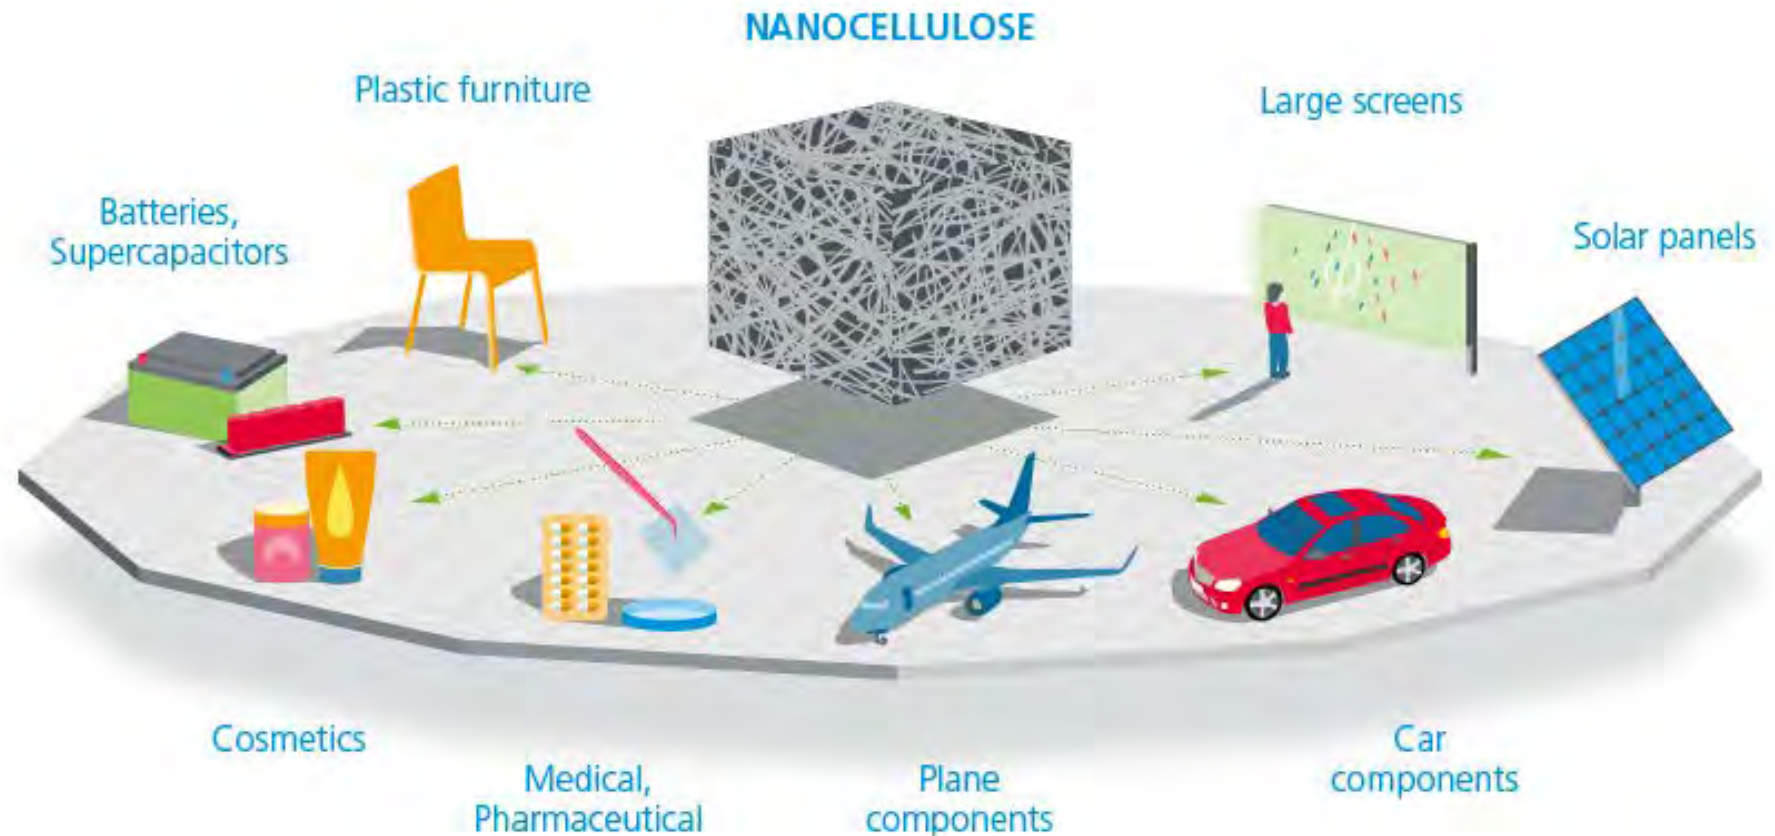 NANOCELLULOSE
Plastic furniture
Large screens
Batteries,
Supercapacitors
Solar panels
Cosmetics
Medical,
Pharmaceutical
Plane
components
Car
components